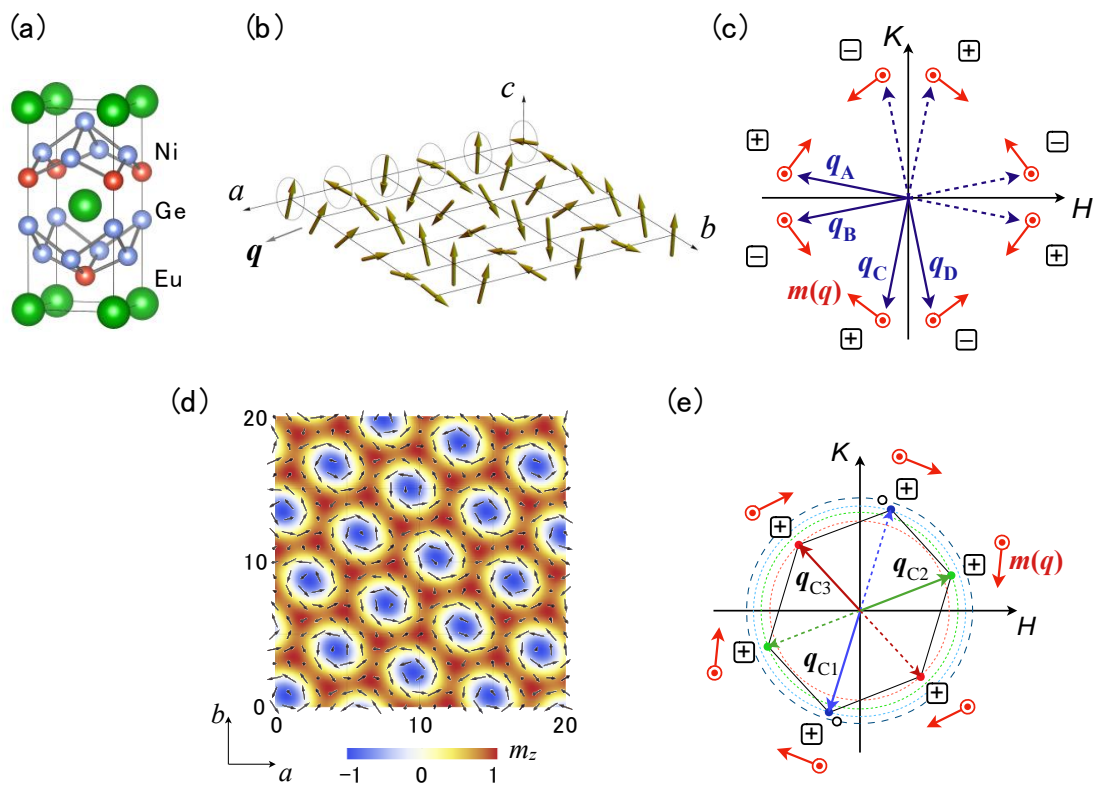 (a)
Ni
Ge
Eu
(b)
c
a
q
b
(c)
K
H
− +
+ −
− +
+ −
qA
qB
qC qD
m(q)
(d)
20
10
0
0 10 20
b
a
−1 0 1
mz
(e)
K
H
+
+
+
+
+
+
qC3
qC2
qC1
m(q)